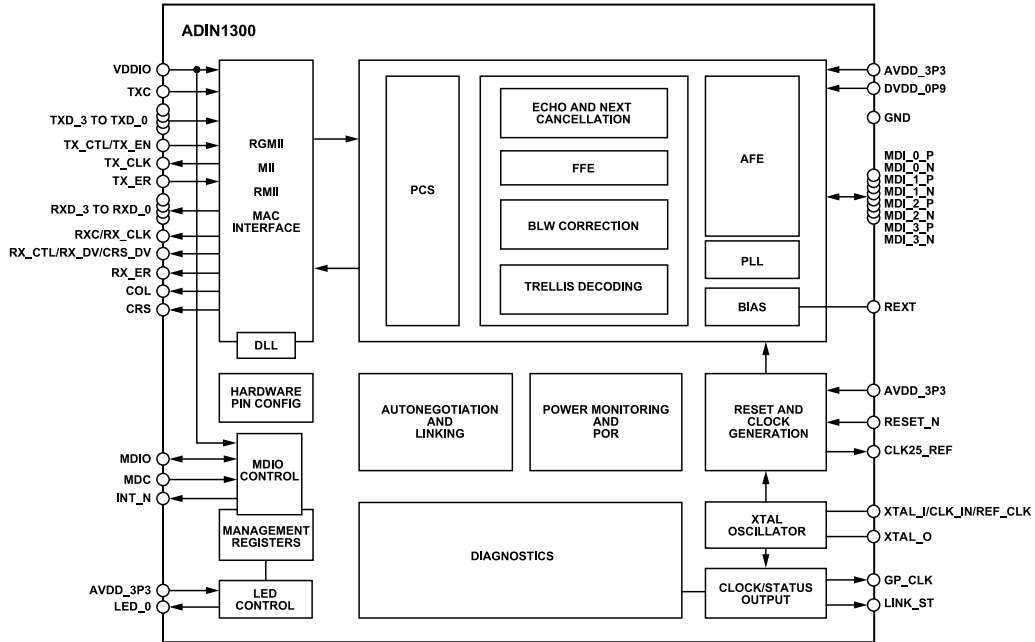 ADIN1300
VDDIO
TXC
TXD_3 TO TXD_0
TX_CTL/TX_EN
TX_CLK
TX_ER
RXD_3 TO RXD_0
RXC/RX_CLK
RX_CTL/RX_DV/CRS_DV
RX_ER
COL
CRS
RGMII
MII
RMII
MAC
INTERFACE
DLL
PCS
ECHO AND NEXT
CANCELLATION
FFE
BLW CORRECTION
TRELLIS DECODING
AFE
PLL
BIAS
AVDD_3P3
DVDD_0P9
GND
MDI_0_P
MDI_0_N
MDI_1_P
MDI_1_N
MDI_2_P
MDI_2_N
MDI_3_P
MDI_3_N
REXT
HARDWARE
PIN CONFIG
AUTONEGOTIATION
AND
LINKING
POWER MONITORING
AND
POR
RESET AND
CLOCK
GENERATION
AVDD_3P3
RESET_N
CLK25_REF
MDIO
MDC
INT_N
MDIO
CONTROL
MANAGEMENT
REGISTERS
DIAGNOSTICS
XTAL
OSCILLATOR
XTAL_I/CLK_IN/REF_CLK
XTAL_O
AVDD_3P3
LED_0
LED
CONTROL
CLOCK/STATUS
OUTPUT
GP_CLK
LINK_ST